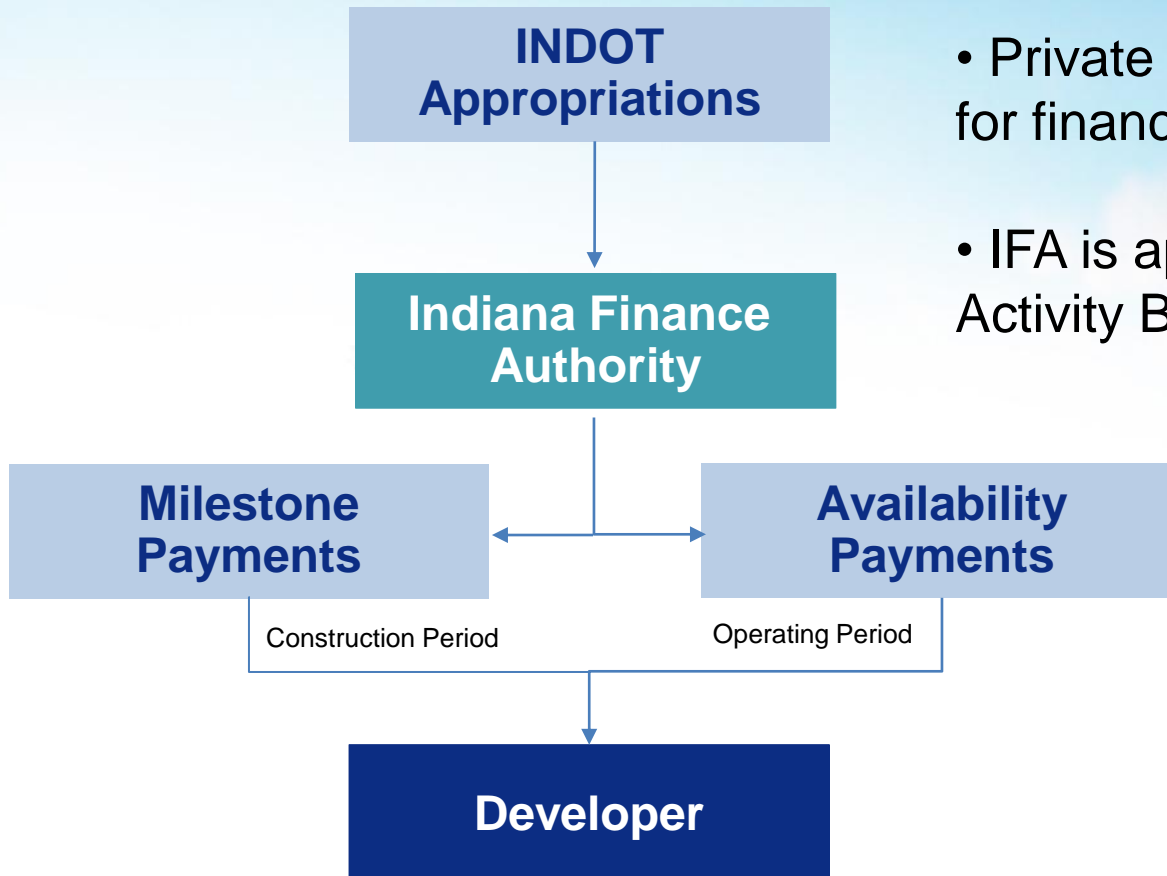 INDOT
Appropriations
• Private
for financ
• IFA is a
Activity B
Indiana Finance
Authority
Milestone
Payments
Availability
Payments
Construction Period
Operating Period
Developer